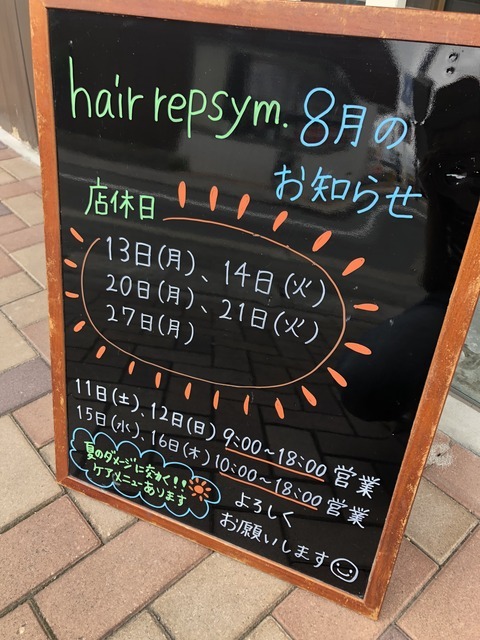 hair repsym. 8月の
お知らせ
店休日
13日(月)、14日(火)
20日(月)、21日(火)
27日(月)
11日(土)、12日(日) 9:00~18:00 営業
15日(水)、16日(木) 10:00~18:00 営業
夏のダメージに負けず!!
ケアメニューあります
よろしく
お願いします